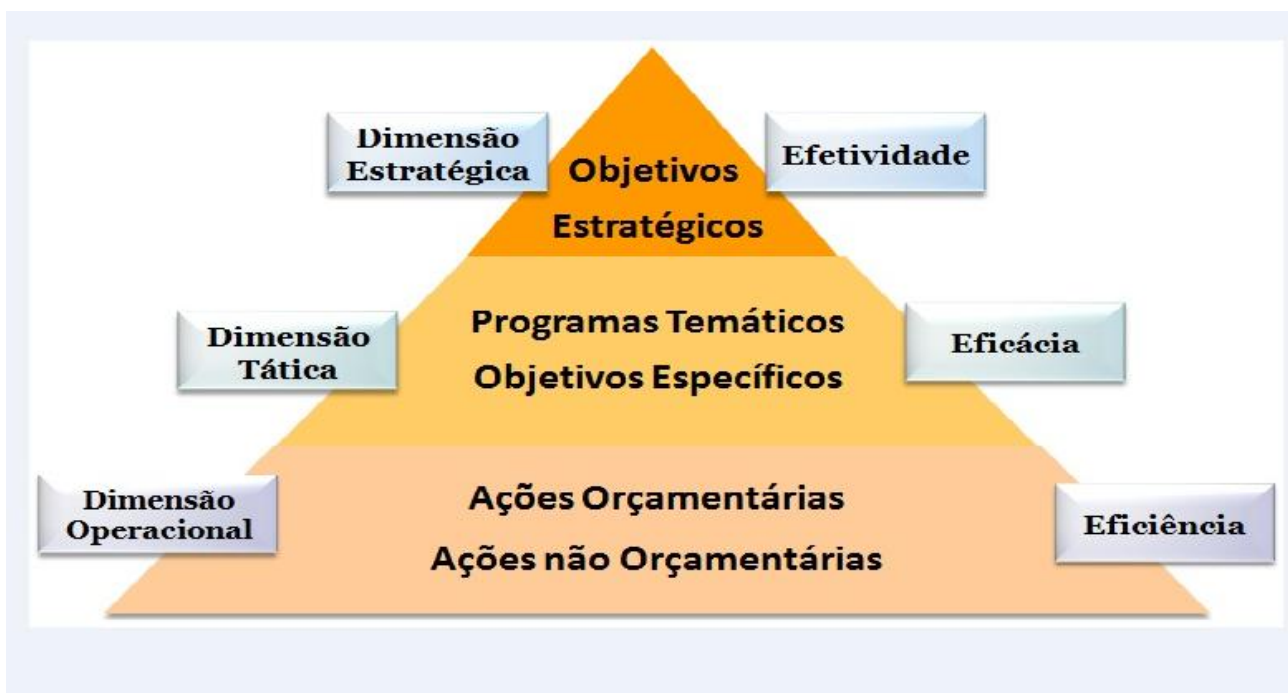 Dimensão
Estratégica
Objetivos
Estratégicos
Efetividade
Dimensão
Tática
Programas Temáticos
Objetivos Específicos
Eficácia
Dimensão
Operacional
Ações Orçamentárias
Ações não Orçamentárias
Eficiência